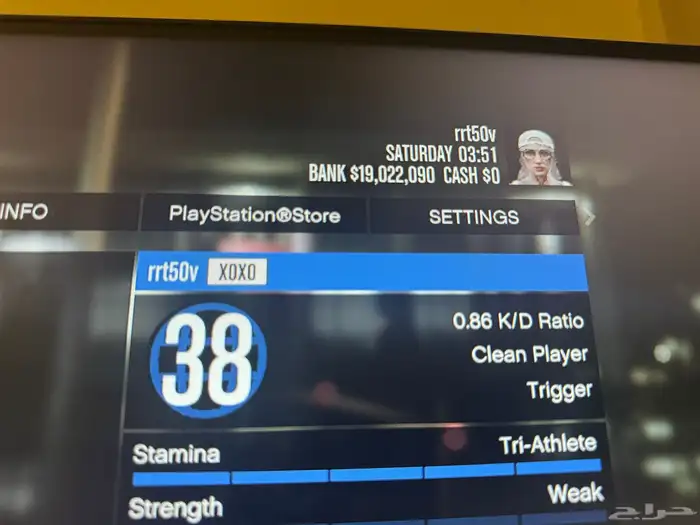 rrt50v
SATURDAY 03:51
BANK $19,022,090 CASH $0
INFO
PlayStation®Store
SETTINGS
rrt50v XOXO
38
0.86 K/D Ratio
Clean Player
Trigger
Stamina
Tri-Athlete
Strength
Weak
حراج